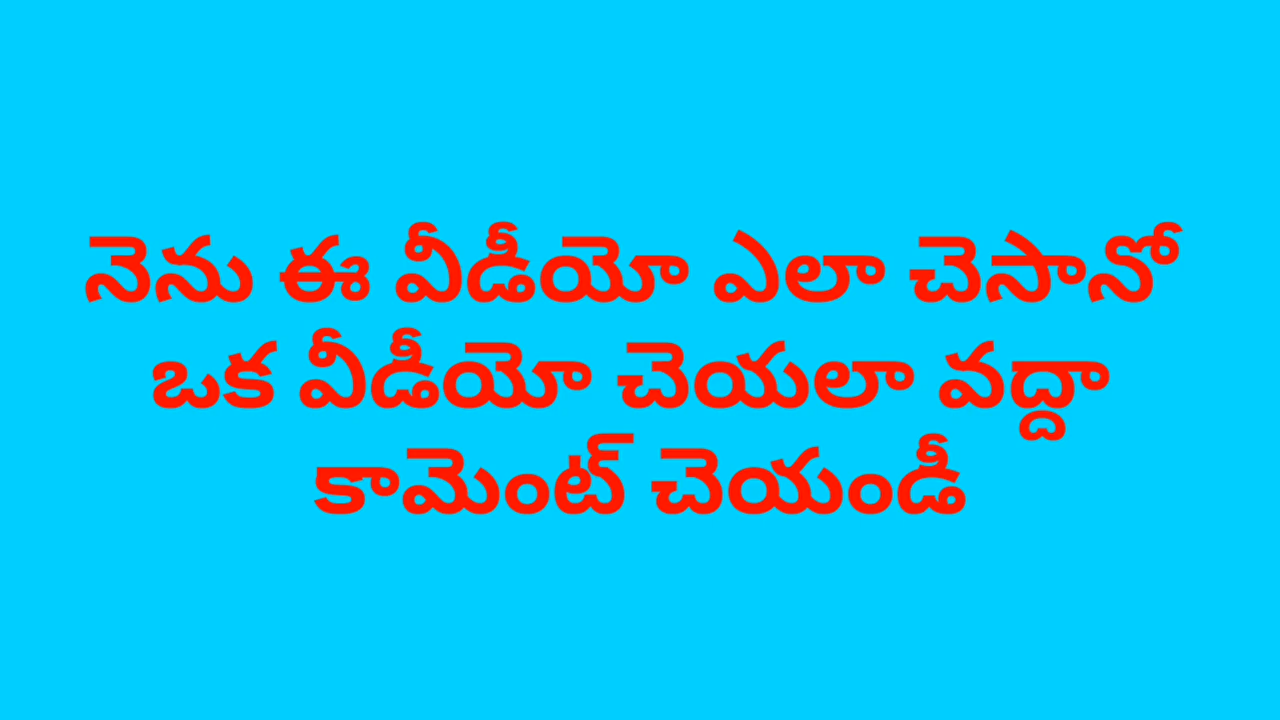 నెను ఈ వీడీయో ఎలా చెసానో
ఒక వీడీయో చెయలా వద్దా
కామెంట్ చెయండీ